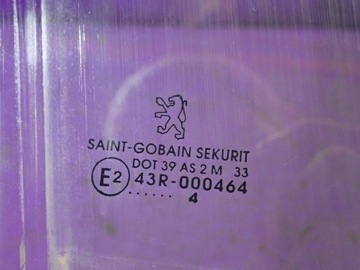 SAINT-GOBAIN SEKURIT
DOT 39 AS 2 M 33
E2 43R-000464
...... 4